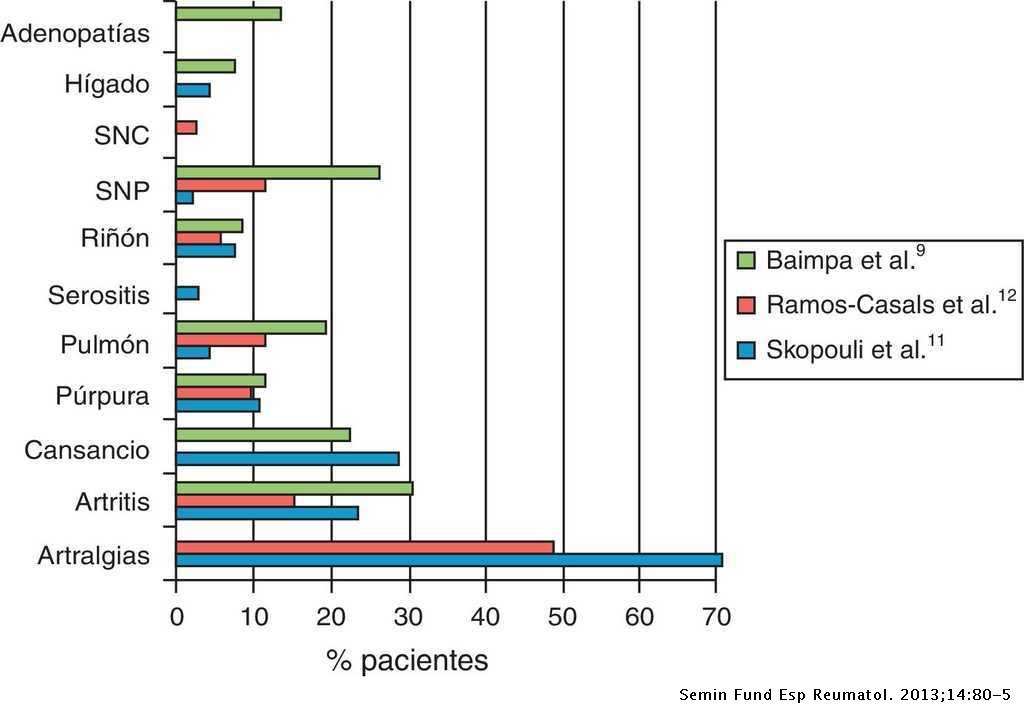 Adenopatías
Hígado
SNC
SNP
Riñón
Serositis
Pulmón
Púrpura
Cansancio
Artritis
Artralgias
0 10 20 30 40 50 60 70
% pacientes
Baimpa et al.9
Ramos-Casals et al.12
Skopouli et al.11
Semin Fund Esp Reumatol. 2013;14:80–5